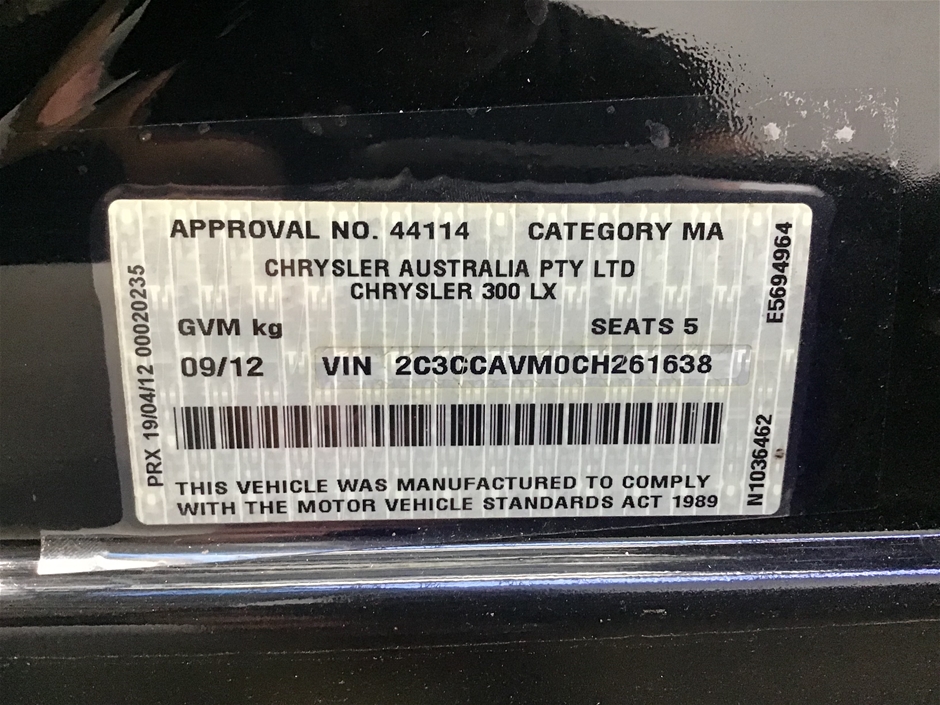 APPROVAL NO. 44114 CATEGORY MA
CHRYSLER AUSTRALIA PTY LTD
CHRYSLER 300 LX
GVM kg SEATS 5
09/12 VIN 2C3CCAVM0CH261638
THIS VEHICLE WAS MANUFACTURED TO COMPLY
WITH THE MOTOR VEHICLE STANDARDS ACT 1989
PRX 19/04/12 00020235
E5694964
N1036462